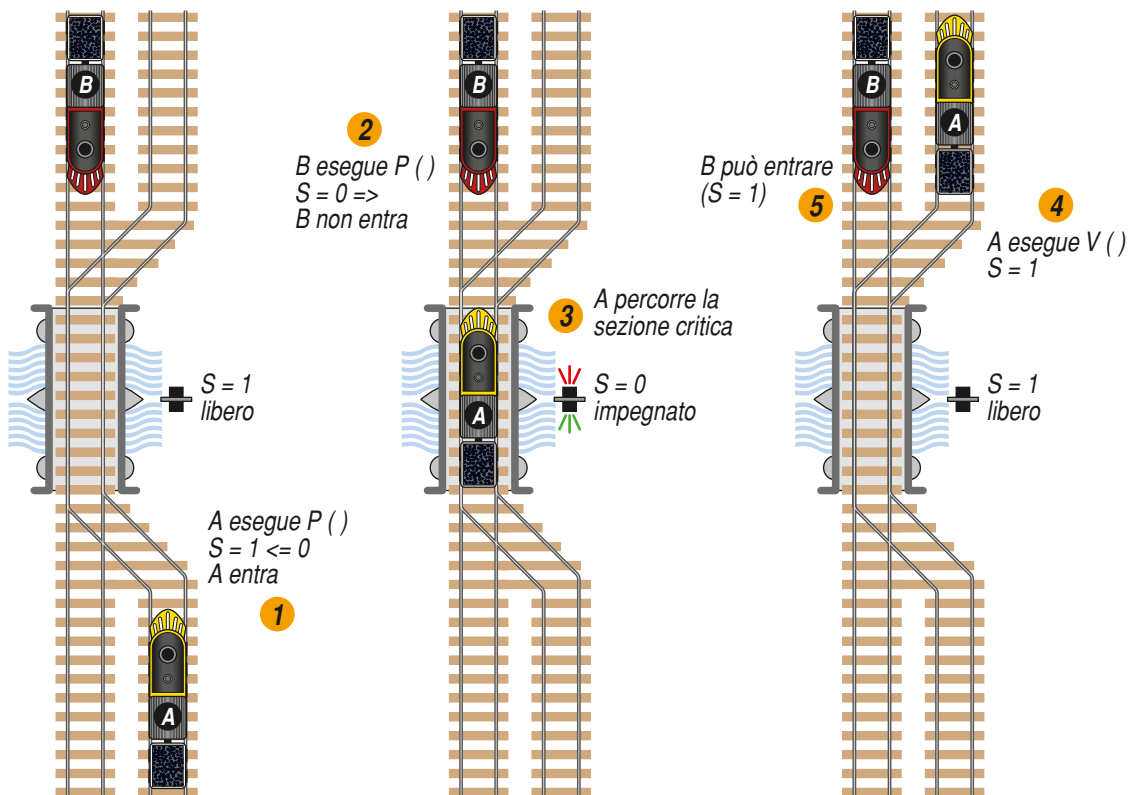 B
S = 1
libero
A esegue P ( )
S = 1 <= 0
A entra
1
A
B
2
B esegue P ( )
S = 0 =>
B non entra
3
A percorre la
sezione critica
S = 0
impegnato
A
B
A
B può entrare
(S = 1)
5
4
A esegue V ( )
S = 1
S = 1
libero